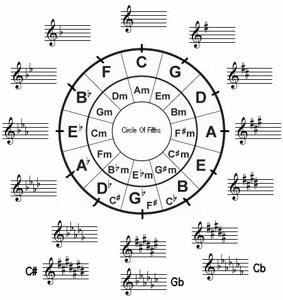 F C G
B♭ Dm Am Em D
Gm Bm
E♭ Cm Circle Of Fifths F♯m A
Fm C♯m
A♭ B♭m E♭m G♯m E
D♭ C♯ G♭ F♯ C♭ B
C# Gb Cb